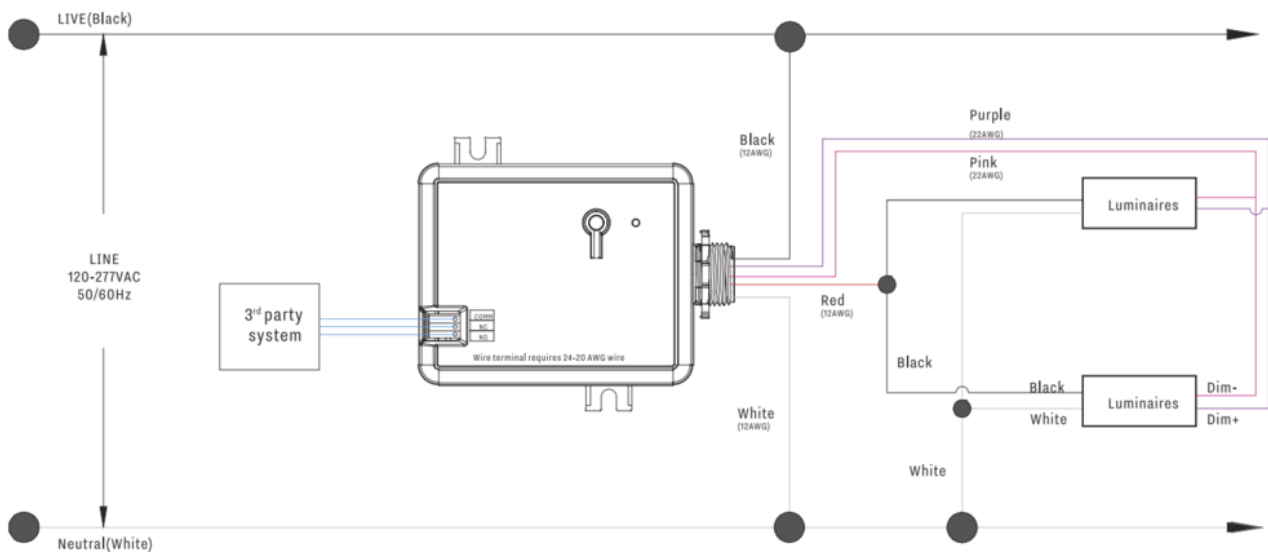 LIVE(Black)
LINE
120-277VAC
50/60Hz
3rd party
system
COMM
NC
NO
Wire terminal requires 24-20 AWG wire
Black
(12AWG)
Purple
(22AWG)
Pink
(22AWG)
Luminaires
Red
(12AWG)
Black
Black
White
Luminaires
Dim-
Dim+
White
(12AWG)
White
Neutral(White)